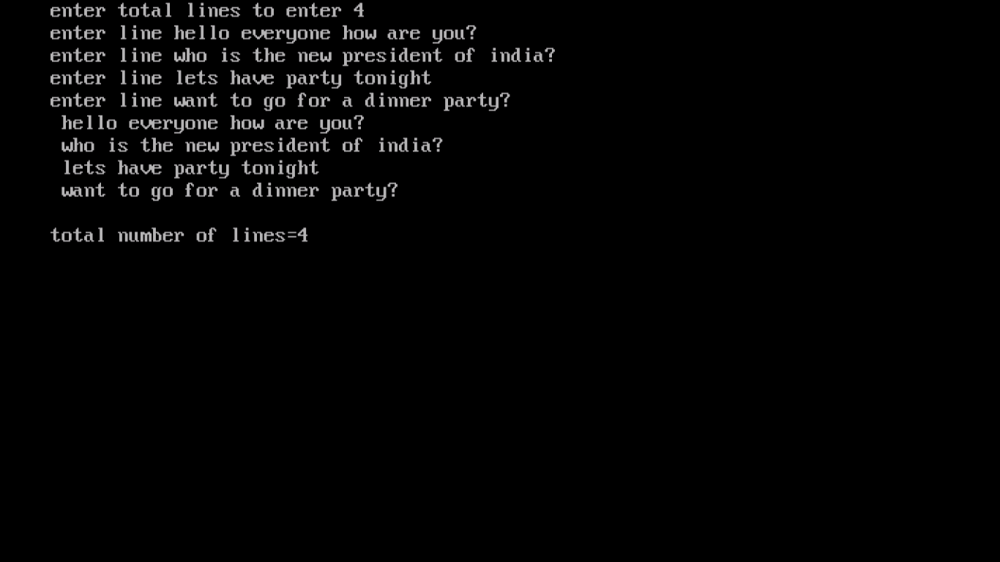 enter total lines to enter 4
enter line hello everyone how are you?
enter line who is the new president of india?
enter line lets have party tonight
enter line want to go for a dinner party?
hello everyone how are you?
who is the new president of india?
lets have party tonight
want to go for a dinner party?
total number of lines=4